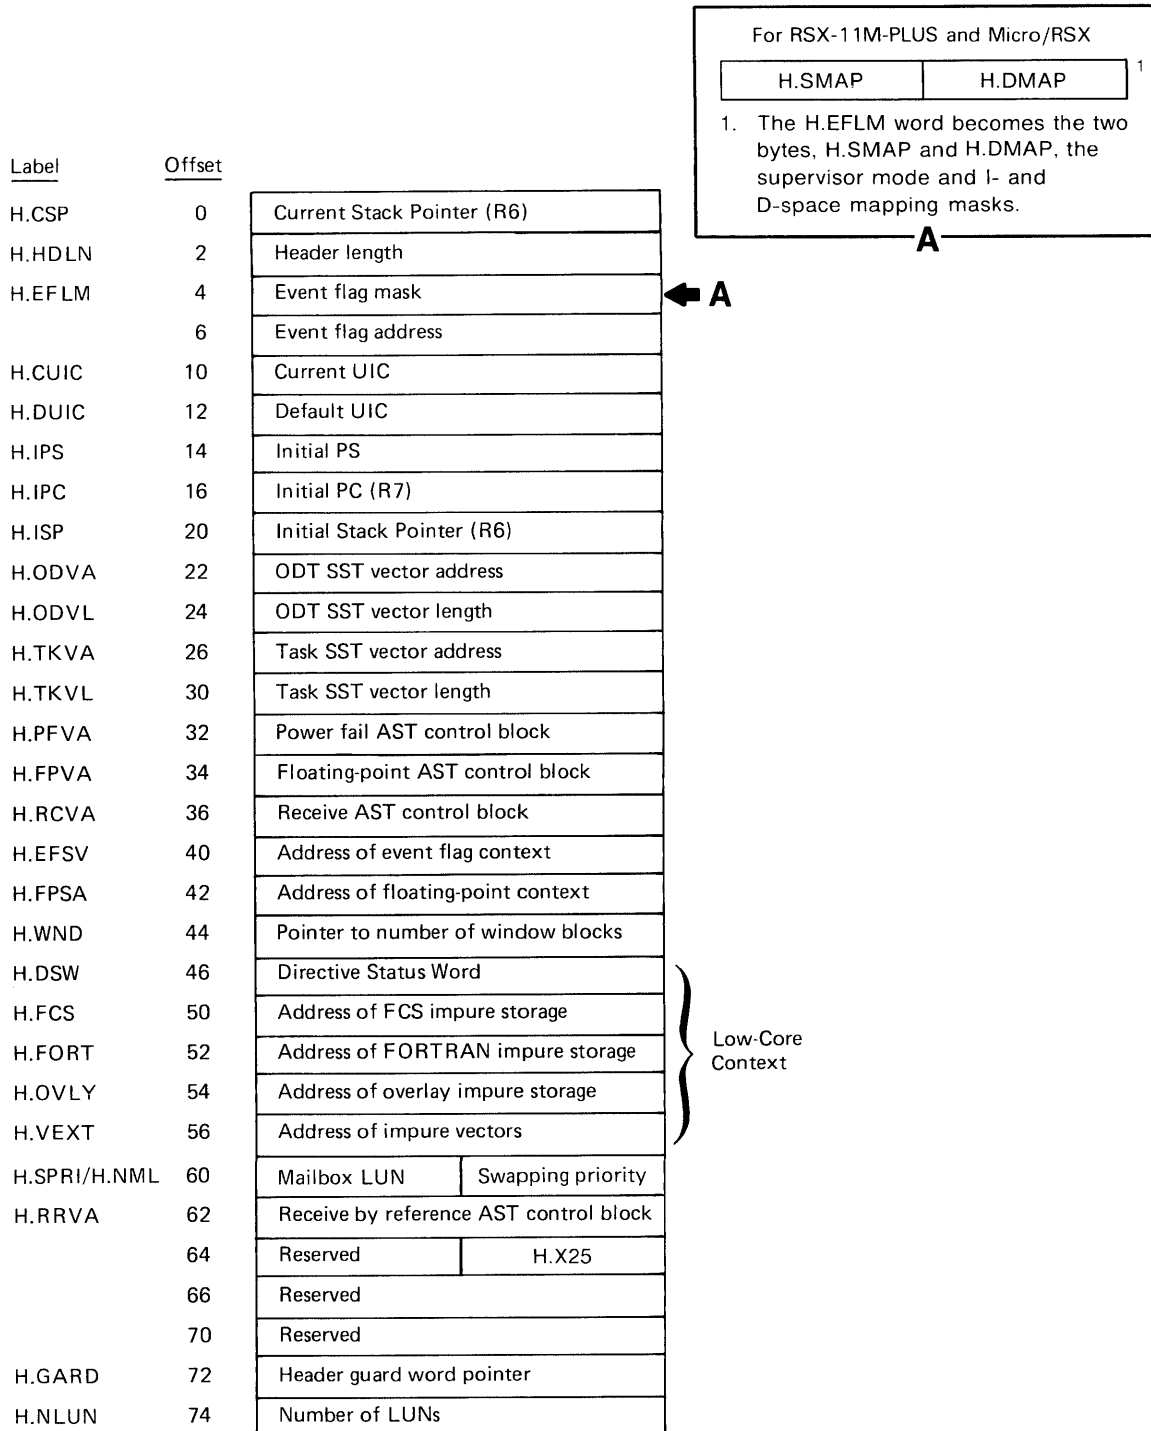 For RSX-11M-PLUS and Micro/RSX
H.SMAP H.DMAP 1
1. The H.EFLM word becomes the two
bytes, H.SMAP and H.DMAP, the
supervisor mode and I- and
D-space mapping masks.
A
Label Offset
H.CSP 0 Current Stack Pointer (R6)
H.HDLN 2 Header length
H.EFLM 4 Event flag mask A
6 Event flag address
H.CUIC 10 Current UIC
H.DUIC 12 Default UIC
H.IPS 14 Initial PS
H.IPC 16 Initial PC (R7)
H.ISP 20 Initial Stack Pointer (R6)
H.ODVA 22 ODT SST vector address
H.ODVL 24 ODT SST vector length
H.TKVA 26 Task SST vector address
H.TKVL 30 Task SST vector length
H.PFVA 32 Power fail AST control block
H.FPVA 34 Floating-point AST control block
H.RCVA 36 Receive AST control block
H.EFSV 40 Address of event flag context
H.FPSA 42 Address of floating-point context
H.WND 44 Pointer to number of window blocks
H.DSW 46 Directive Status Word
H.FCS 50 Address of FCS impure storage
H.FORT 52 Address of FORTRAN impure storage
H.OVLY 54 Address of overlay impure storage
H.VEXT 56 Address of impure vectors
Low-Core
Context
H.SPRI/H.NML 60 Mailbox LUN Swapping priority
H.RRVA 62 Receive by reference AST control block
64 Reserved H.X25
66 Reserved
70 Reserved
H.GARD 72 Header guard word pointer
H.NLUN 74 Number of LUNs